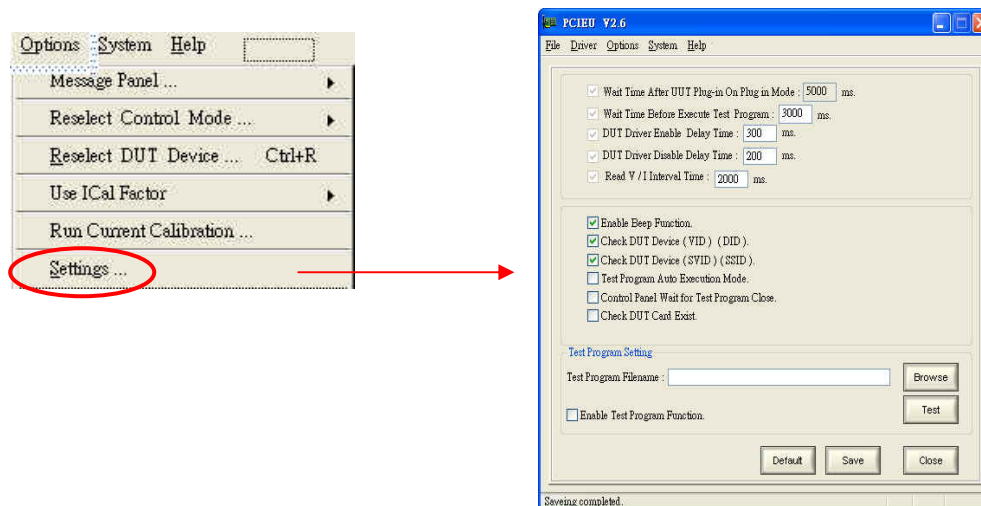 Options System Help
Message Panel ...
Reselect Control Mode ...
Reselect DUT Device ... Ctrl+R
Use ICal Factor
Run Current Calibration ...
Settings ...
PCIEU V2.6
File Driver Options System Help
Wait Time After UUT Plug-in On Plug in Mode : 5000 ms.
Wait Time Before Execute Test Program : 3000 ms.
DUT Driver Enable Delay Time : 300 ms.
DUT Driver Disable Delay Time : 200 ms.
Read V / I Interval Time : 2000 ms.
Enable Beep Function.
Check DUT Device ( VID ) ( DID ).
Check DUT Device ( SVID ) ( SSID ).
Test Program Auto Execution Mode.
Control Panel Wait for Test Program Close.
Check DUT Card Exist.
Test Program Setting
Test Program Filename :
Browse
Test
Enable Test Program Function.
Default Save Close
Saveing completed.